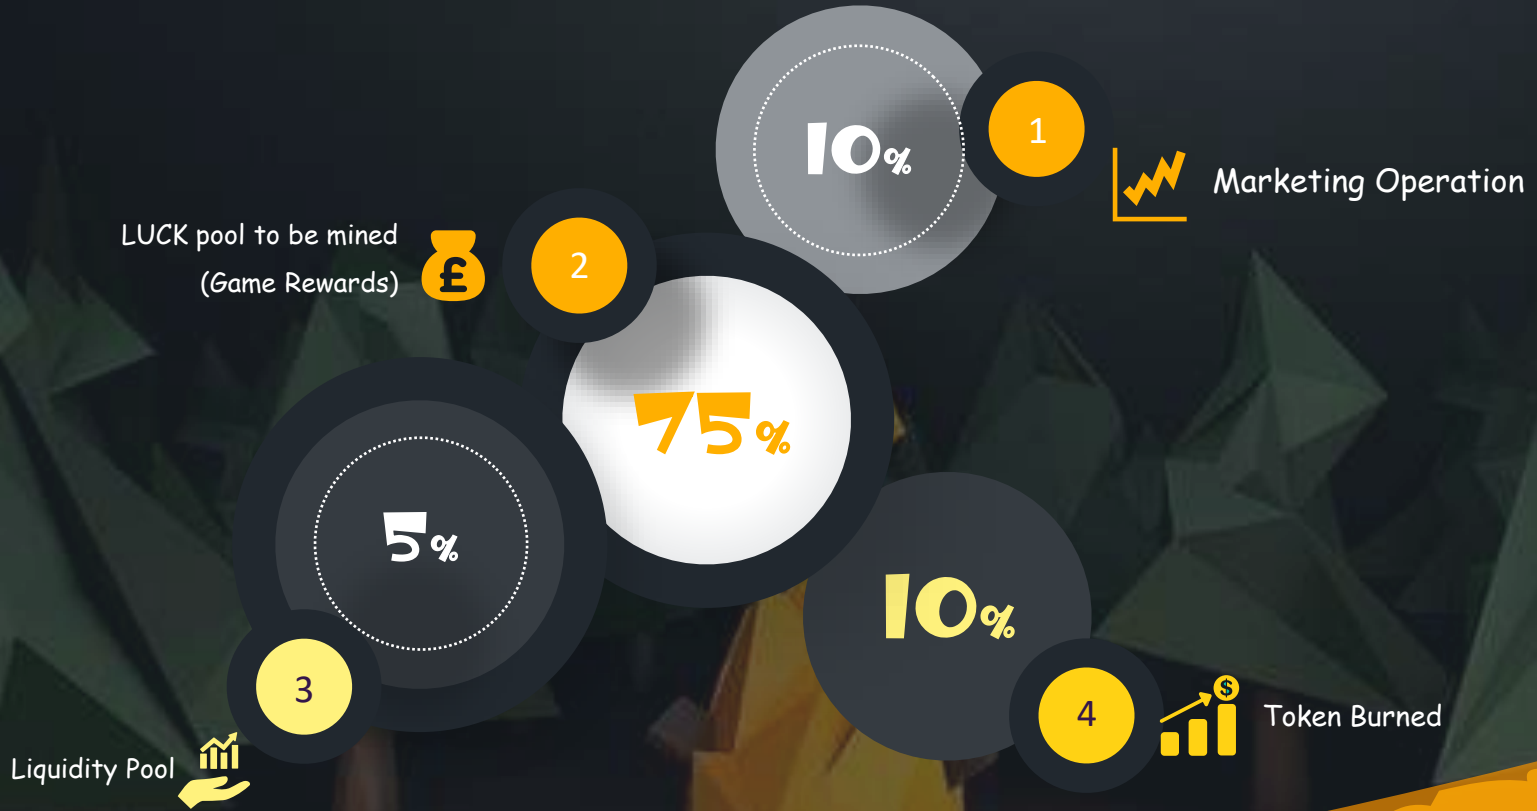 10%
1
Marketing Operation
LUCK pool to be mined
(Game Rewards)
£
2
75%
5%
3
Liquidity Pool
10%
4
$
Token Burned